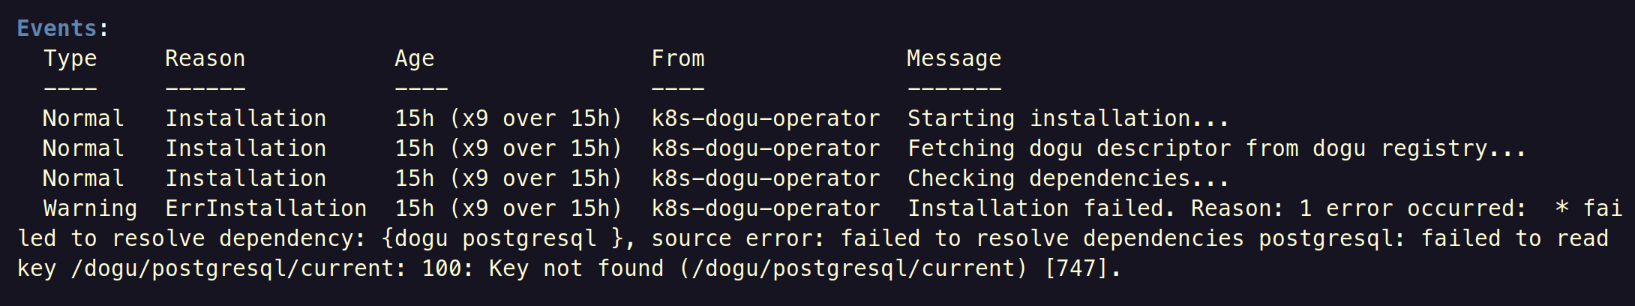 Events:
  Type     Reason           Age                From              Message
  ----     ------           ----               ----              -------
  Normal   Installation     15h (x9 over 15h)  k8s-dogu-operator  Starting installation...
  Normal   Installation     15h (x9 over 15h)  k8s-dogu-operator  Fetching dogu descriptor from dogu registry...
  Normal   Installation     15h (x9 over 15h)  k8s-dogu-operator  Checking dependencies...
  Warning  ErrInstallation  15h (x9 over 15h)  k8s-dogu-operator  Installation failed. Reason: 1 error occurred:  * fai
led to resolve dependency: {dogu postgresql }, source error: failed to resolve dependencies postgresql: failed to read
key /dogu/postgresql/current: 100: Key not found (/dogu/postgresql/current) [747].